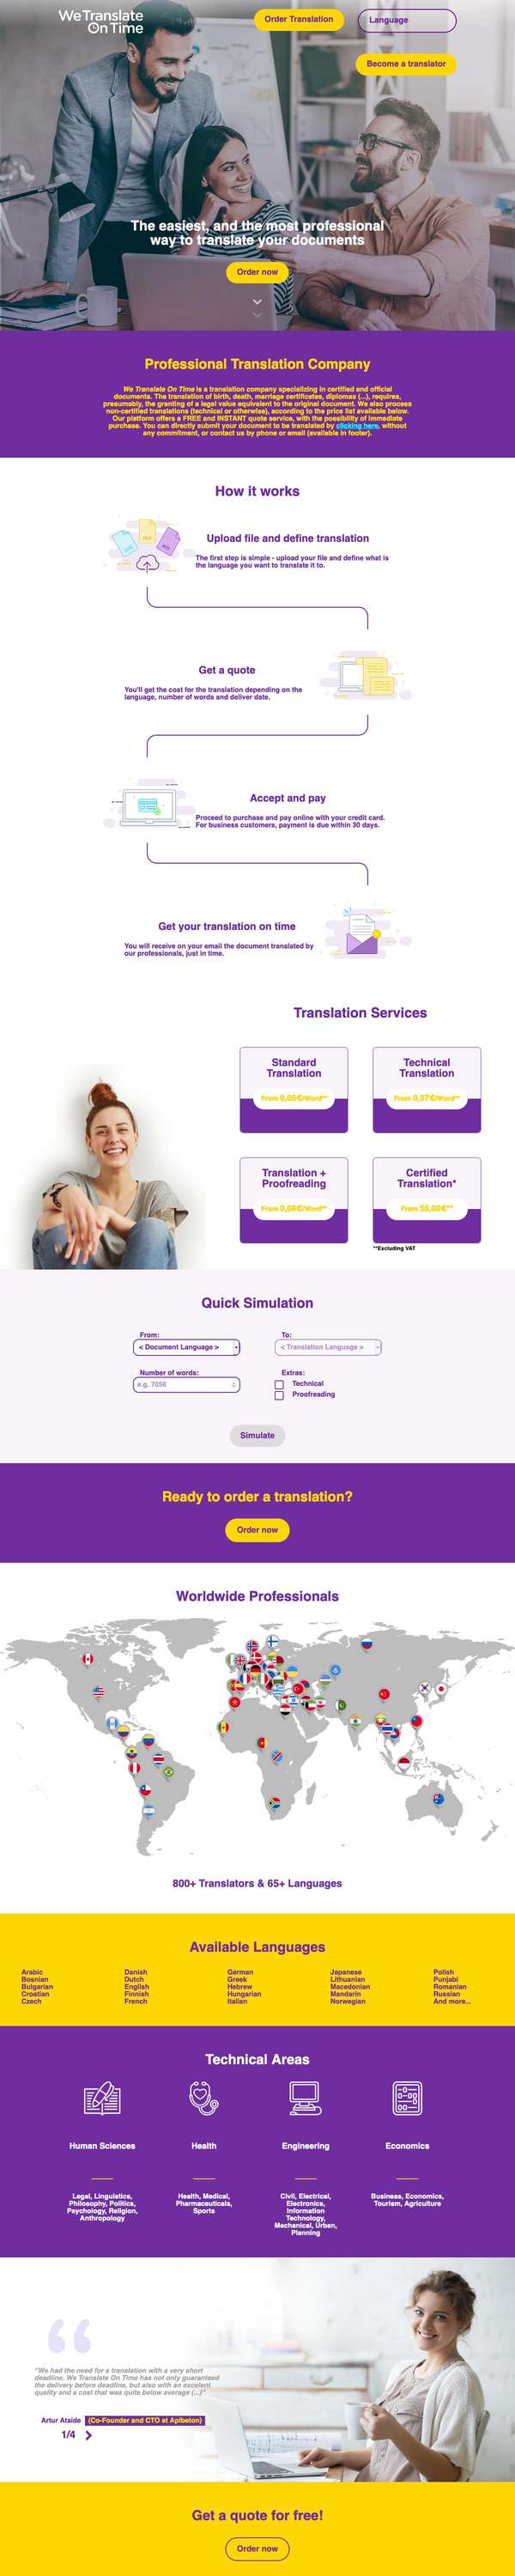 We Translate
On Time
Order Translation
Language
Become a translator
The easiest, and the most professional
way to translate your documents
Order now
Professional Translation Company
We Translate On Time is a translation company specializing in certified and official
documents. The translation of birth, death, marriage certificates, diplomas (...), requires,
presumably, the granting of a legal value equivalent to the original document. We also process
non-certified translations (technical or otherwise), according to the price list available below.
Our platform offers a FREE and INSTANT quote service, with the possibility of immediate
purchase. You can directly submit your document to be translated by clicking here, without
any commitment, or contact us by phone or email (available in footer).
How it works
PDF
Upload file and define translation
The first step is simple - upload your file and define what is
the language you want to translate it to.
Get a quote
You'll get the cost for the translation depending on the
language, number of words and deliver date.
Accept and pay
Proceed to purchase and pay online with your credit card.
For business customers, payment is due within 30 days.
Get your translation on time
You will receive on your email the document translated by
our professionals, just in time.
Translation Services
Standard
Translation
From 0,05€/Word**
Technical
Translation
From 0,07€/Word**
Translation +
Proofreading
From 0,08€/Word**
Certified
Translation*
From 55,00€**
**Excluding VAT
Quick Simulation
From:
< Document Language >
To:
< Translation Language >
Number of words:
e.g. 7056
Extras:
Technical
Proofreading
Simulate
Ready to order a translation?
Order now
Worldwide Professionals
800+ Translators & 65+ Languages
Available Languages
Arabic
Bosnian
Bulgarian
Croatian
Czech
Danish
Dutch
English
Finnish
French
German
Greek
Hebrew
Hungarian
Italian
Japanese
Lithuanian
Macedonian
Mandarin
Norwegian
Polish
Punjabi
Romanian
Russian
And more...
Technical Areas
Human Sciences
Legal, Linguistics,
Philosophy, Politics,
Psychology, Religion,
Anthropology
Health
Health, Medical,
Pharmaceuticals,
Sports
Engineering
Civil, Electrical,
Electronics,
Information
Technology,
Mechanical, Urban,
Planning
Economics
Business, Economics,
Tourism, Agriculture
"We had the need for a translation with a very short
deadline. We Translate On Time has not only guaranteed
the delivery before deadline, but also with an excelent
quality and a cost that was quite below average (...)"
Artur Ataíde (Co-Founder and CTO at Apibeton)
1/4
Get a quote for free!
Order now